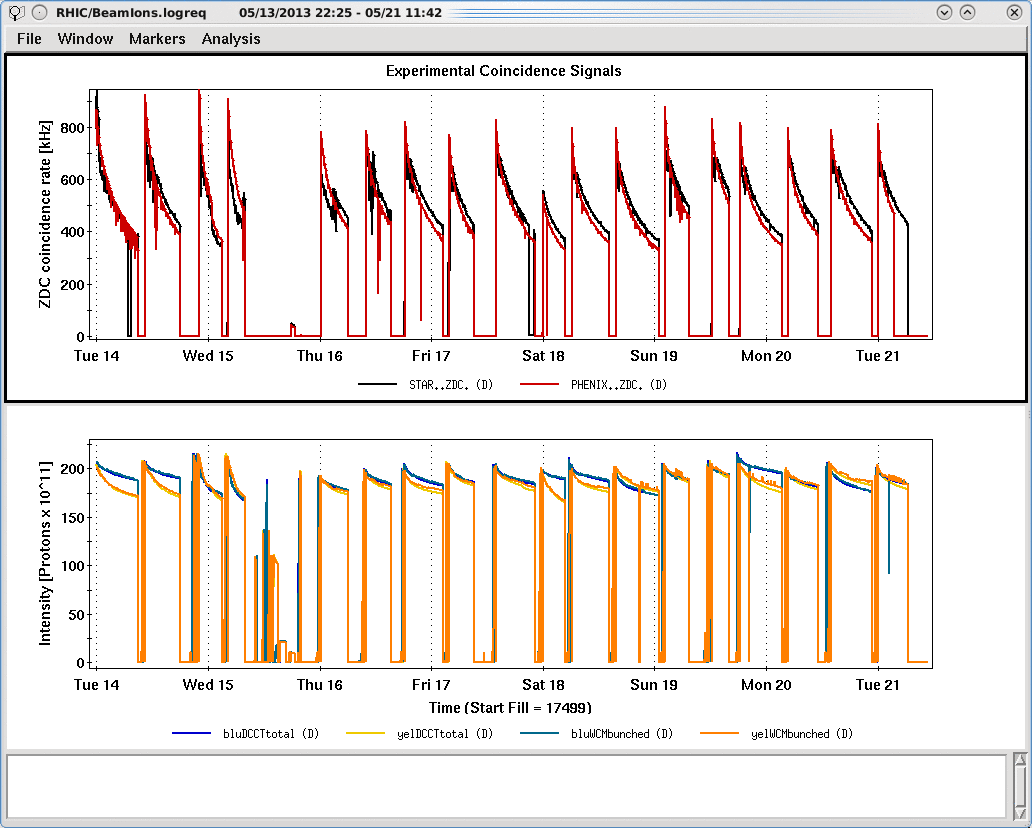 RHIC/BeamIons.logreq 05/13/2013 22:25 - 05/21 11:42
File Window Markers Analysis
Experimental Coincidence Signals
ZDC coincidence rate [kHz]
800
600
400
200
0
Tue 14 Wed 15 Thu 16 Fri 17 Sat 18 Sun 19 Mon 20 Tue 21
STAR..ZDC. (D) PHENIX..ZDC. (D)
Intensity [Protons x 10^11]
200
150
100
50
0
Tue 14 Wed 15 Thu 16 Fri 17 Sat 18 Sun 19 Mon 20 Tue 21
Time (Start Fill = 17499)
bluDCCTtotal (D) yelDCCTtotal (D) bluWCMbunched (D) yelWCMbunched (D)